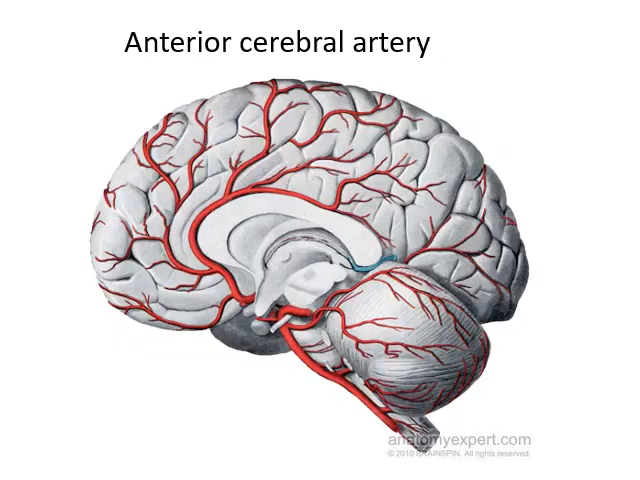 Anterior cerebral artery
anatomyexpert.com
© 2010 BRAINSPIN. All rights reserved.